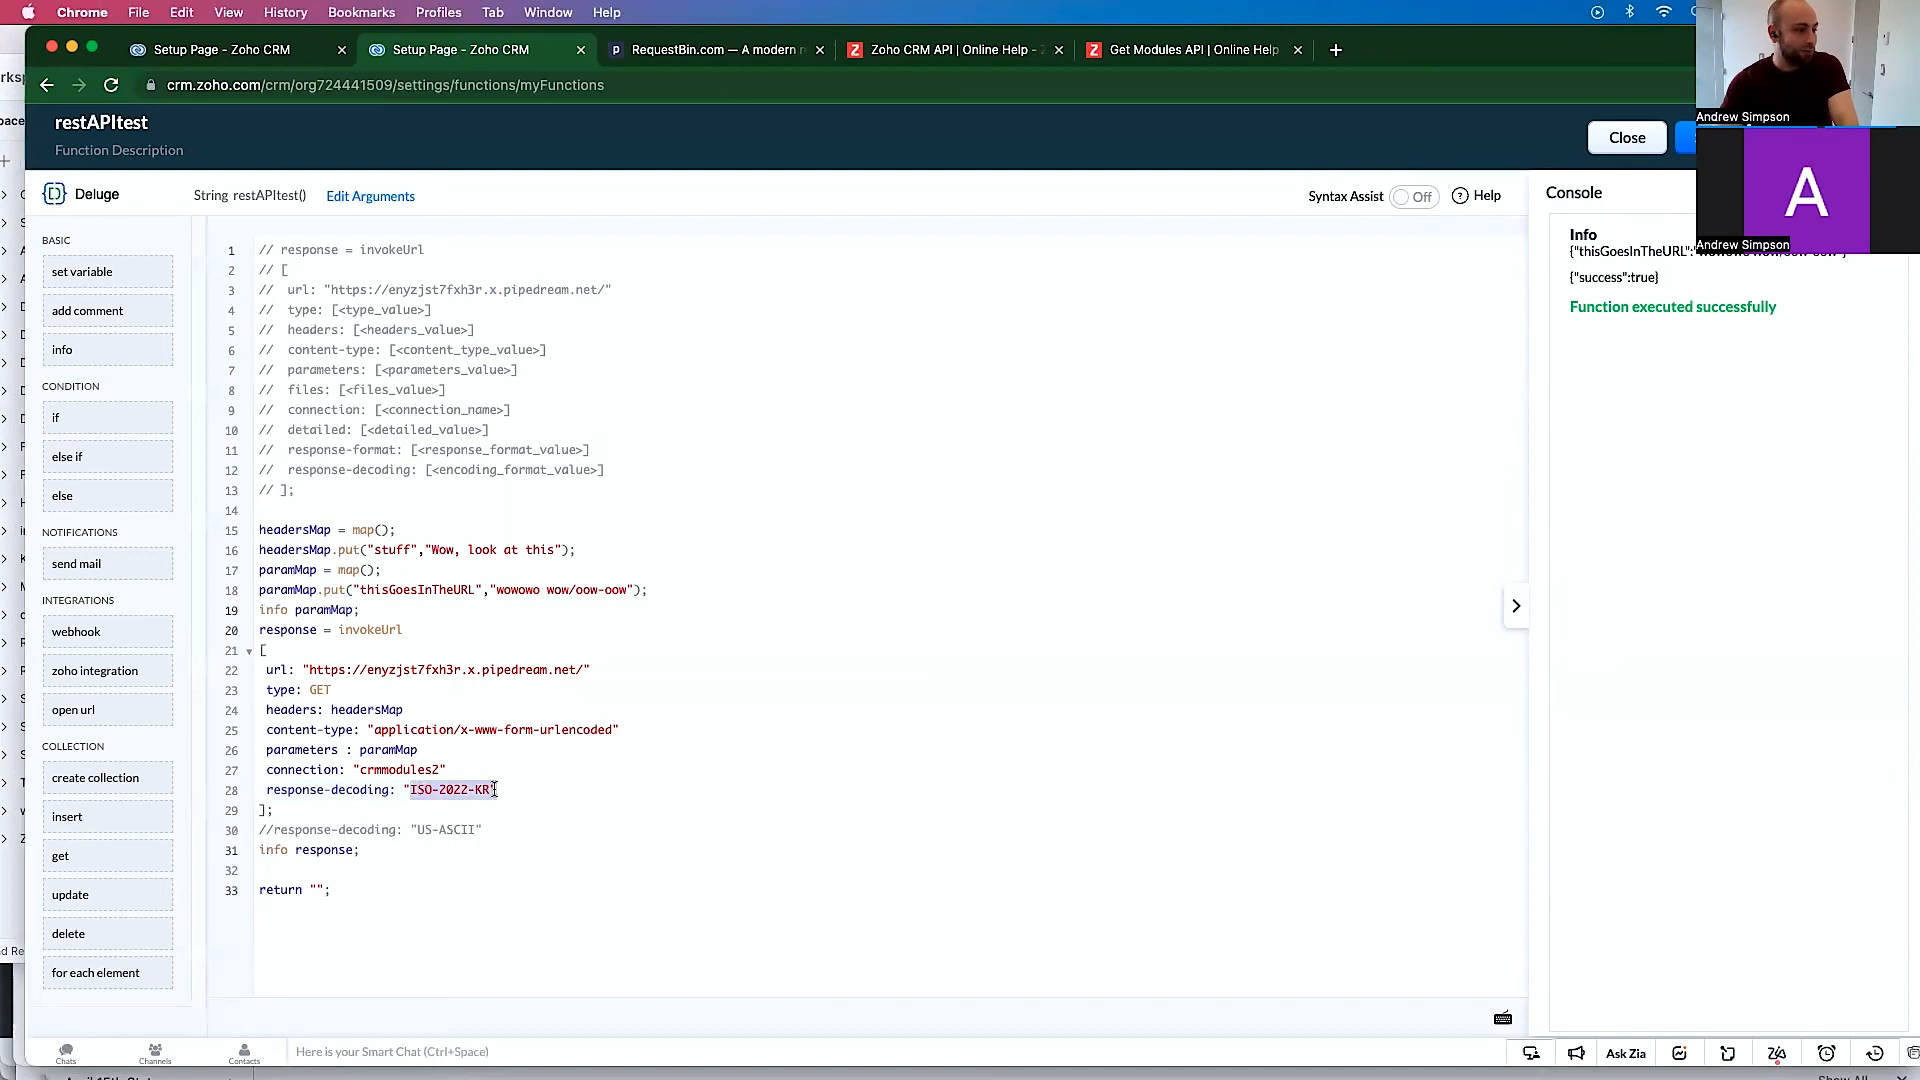 Chrome File Edit View History Bookmarks Profiles Tab Window Help
Setup Page - Zoho CRM
Setup Page - Zoho CRM
RequestBin.com — A modern r
Zoho CRM API | Online Help -
Get Modules API | Online Help
crm.zoho.com/crm/org724441509/settings/functions/myFunctions
restAPItest
Function Description
Close
Andrew Simpson
A
Andrew Simpson
Deluge
String restAPItest() Edit Arguments
Syntax Assist Off Help
Console
BASIC
set variable
add comment
info
CONDITION
if
else if
else
NOTIFICATIONS
send mail
INTEGRATIONS
webhook
zoho integration
open url
COLLECTION
create collection
insert
get
update
delete
for each element
1 // response = invokeUrl
2 // [
3 // url: "https://enyzjst7fxh3r.x.pipedream.net/"
4 // type: [<type_value>]
5 // headers: [<headers_value>]
6 // content-type: [<content_type_value>]
7 // parameters: [<parameters_value>]
8 // files: [<files_value>]
9 // connection: [<connection_name>]
10 // detailed: [<detailed_value>]
11 // response-format: [<response_format_value>]
12 // response-decoding: [<encoding_format_value>]
13 // ];
14
15 headersMap = map();
16 headersMap.put("stuff","Wow, look at this");
17 paramMap = map();
18 paramMap.put("thisGoesInTheURL","wowowo wow/oow-oow");
19 info paramMap;
20 response = invokeUrl
21 [
22 url: "https://enyzjst7fxh3r.x.pipedream.net/"
23 type: GET
24 headers: headersMap
25 content-type: "application/x-www-form-urlencoded"
26 parameters : paramMap
27 connection: "crmmodules2"
28 response-decoding: "ISO-2022-KR"
29 ];
30 //response-decoding: "US-ASCII"
31 info response;
32
33 return "";
Info
{"thisGoesInTheURL":
{"success":true}
Function executed successfully
Chats
Channels
Contacts
Here is your Smart Chat (Ctrl+Space)
Ask Zia